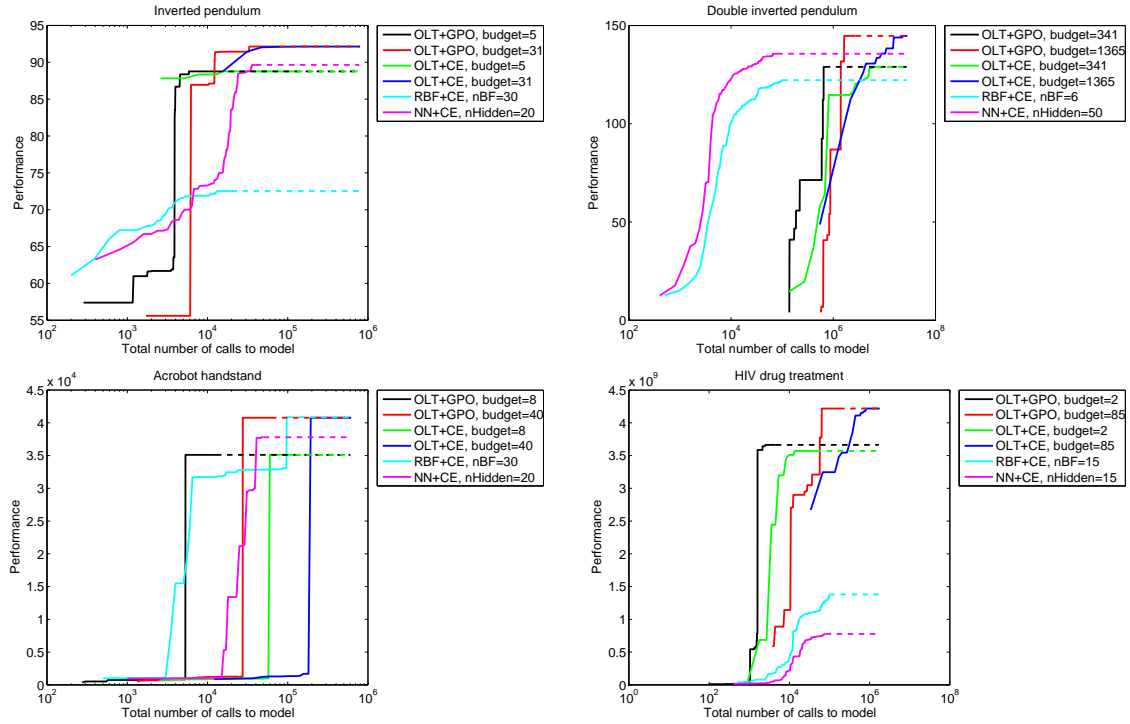 Inverted pendulum
95
90
85
80
75
70
65
60
55
10^2
10^3
10^4
10^5
10^6
Performance
Total number of calls to model
OLT+GPO, budget=5
OLT+GPO, budget=31
OLT+CE, budget=5
OLT+CE, budget=31
RBF+CE, nBF=30
NN+CE, nHidden=20
Double inverted pendulum
150
100
50
0
10^2
10^4
10^6
10^8
Performance
Total number of calls to model
OLT+GPO, budget=341
OLT+GPO, budget=1365
OLT+CE, budget=341
OLT+CE, budget=1365
RBF+CE, nBF=6
NN+CE, nHidden=50
Acrobot handstand
x 10^4
4.5
4
3.5
3
2.5
2
1.5
1
0.5
0
10^2
10^3
10^4
10^5
10^6
Performance
Total number of calls to model
OLT+GPO, budget=8
OLT+GPO, budget=40
OLT+CE, budget=8
OLT+CE, budget=40
RBF+CE, nBF=30
NN+CE, nHidden=20
HIV drug treatment
x 10^9
4.5
4
3.5
3
2.5
2
1.5
1
0.5
0
10^0
10^2
10^4
10^6
10^8
Performance
Total number of calls to model
OLT+GPO, budget=2
OLT+GPO, budget=85
OLT+CE, budget=2
OLT+CE, budget=85
RBF+CE, nBF=15
NN+CE, nHidden=15